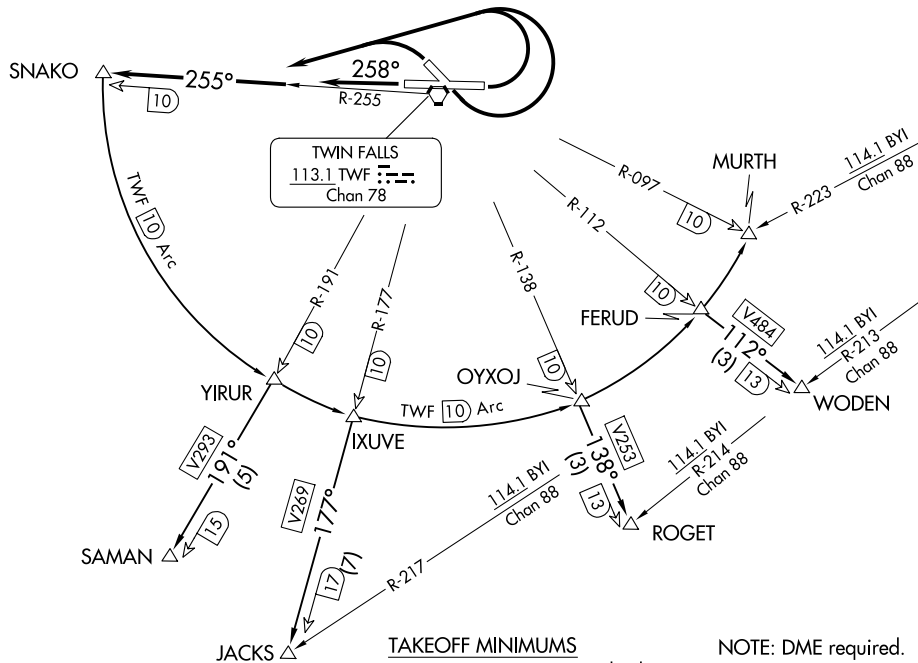 SNAKO
255°
258°
R-255
10
TWIN FALLS
113.1 TWF
Chan 78
MURTH
114.1 BYI
Chan 88
R-223
R-097
10
R-112
10
TWF 10 Arc
R-191
10
R-177
10
R-138
10
FERUD
V484
112°
(3)
13
114.1 BYI
R-213
Chan 88
WODEN
OYXOJ
YIRUR
IXUVE
TWF 10 Arc
V293
191°
(5)
15
SAMAN
V269
177°
17
(7)
JACKS
114.1 BYI
Chan 88
R-217
V253
138°
(3)
13
114.1 BYI
R-214
Chan 88
ROGET
TAKEOFF MINIMUMS
NOTE: DME required.